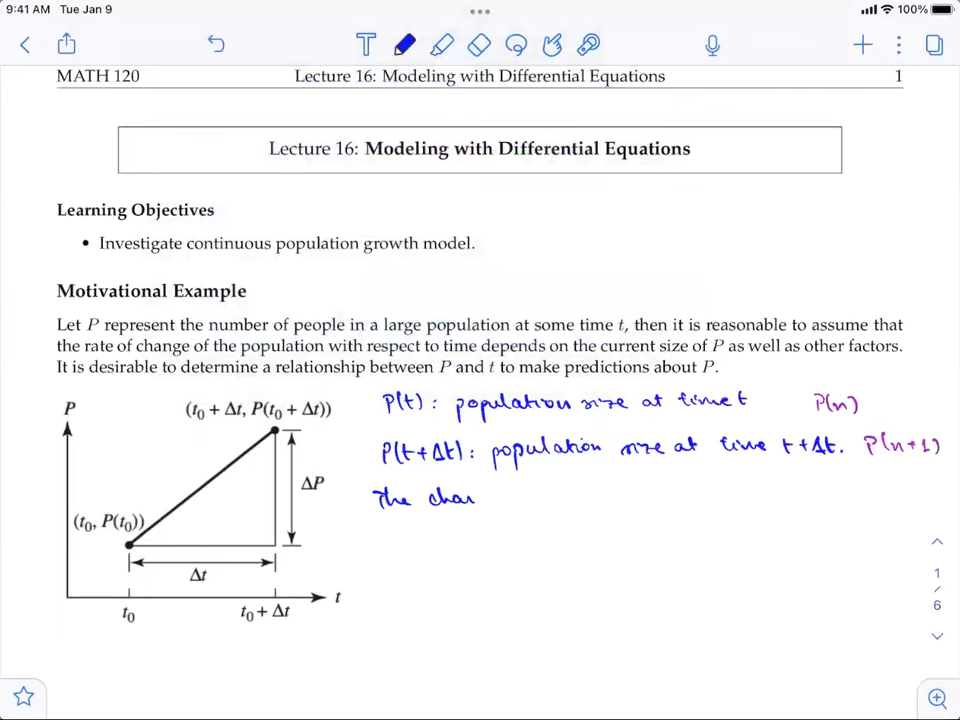 9:41 AM Tue Jan 9 100%
MATH 120 Lecture 16: Modeling with Differential Equations 1
Lecture 16: Modeling with Differential Equations
Learning Objectives
• Investigate continuous population growth model.
Motivational Example
Let P represent the number of people in a large population at some time t, then it is reasonable to assume that
the rate of change of the population with respect to time depends on the current size of P as well as other factors.
It is desirable to determine a relationship between P and t to make predictions about P.
P
(t₀ + Δt, P(t₀ + Δt))
ΔP
(t₀, P(t₀))
Δt
t
t₀
t₀ + Δt
P(t): population size at time t P(n)
P(t+Δt): population size at time t+Δt. P(n+1)
The chan
1
/
6